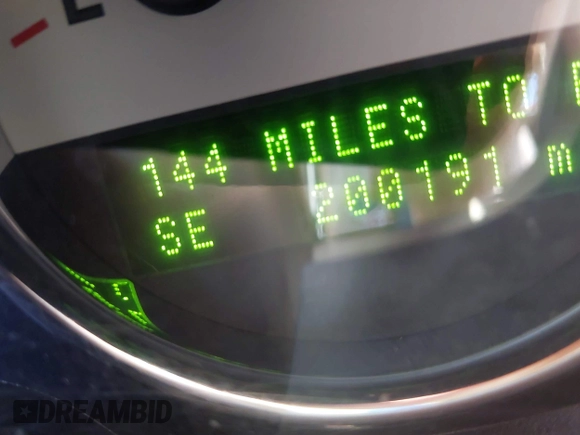 144 MILES TO
SE 200191 m
DREAMBID